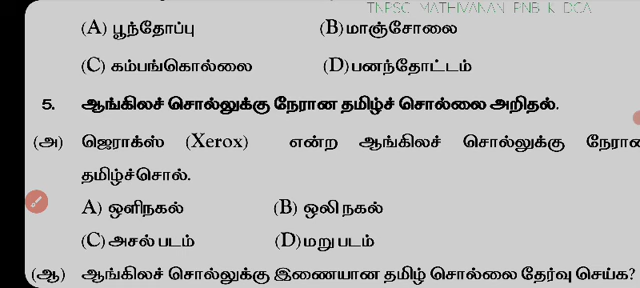 TNPSC MATHIVANAN PNB K DCA
(A) பூந்தோப்பு (B) மாஞ்சோலை
(C) கம்பங்கொல்லை (D) பனந்தோட்டம்
5. ஆங்கிலச் சொல்லுக்கு நேரான தமிழ்ச் சொல்லை அறிதல்.
(அ) ஜெராக்ஸ் (Xerox) என்ற ஆங்கிலச் சொல்லுக்கு நேரான
தமிழ்ச்சொல்.
A) ஒளிநகல் (B) ஒலி நகல்
(C) அசல் படம் (D) மறு படம்
(ஆ) ஆங்கிலச் சொல்லுக்கு இணையான தமிழ் சொல்லை தேர்வு செய்க?